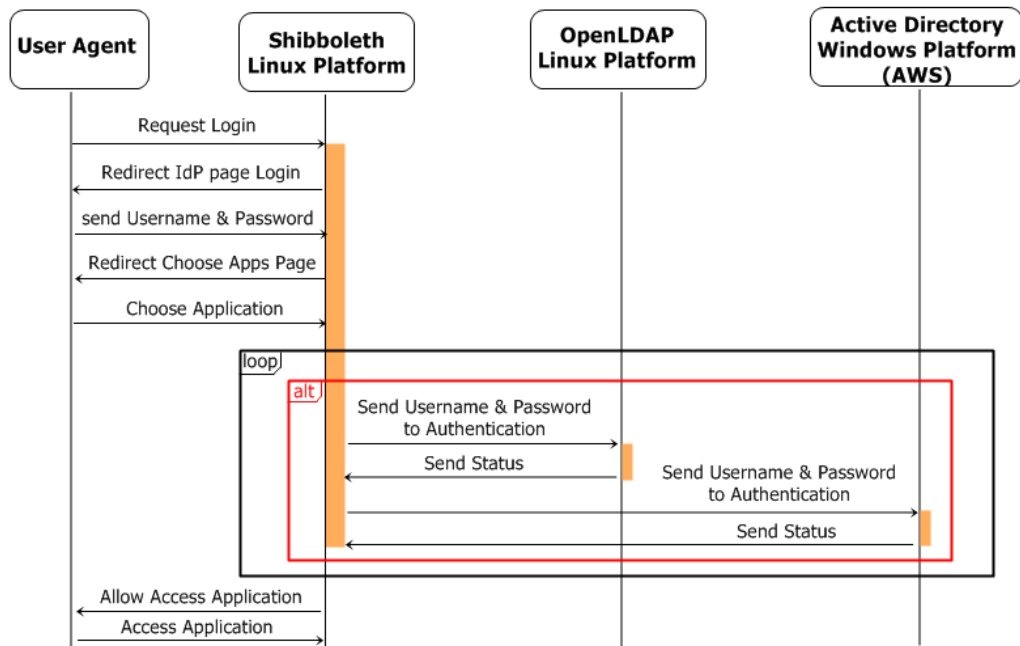 User Agent
Shibboleth
Linux Platform
OpenLDAP
Linux Platform
Active Directory
Windows Platform
(AWS)
Request Login
Redirect IdP page Login
send Username & Password
Redirect Choose Apps Page
Choose Application
loop
alt
Send Username & Password
to Authentication
Send Status
Send Username & Password
to Authentication
Send Status
Allow Access Application
Access Application